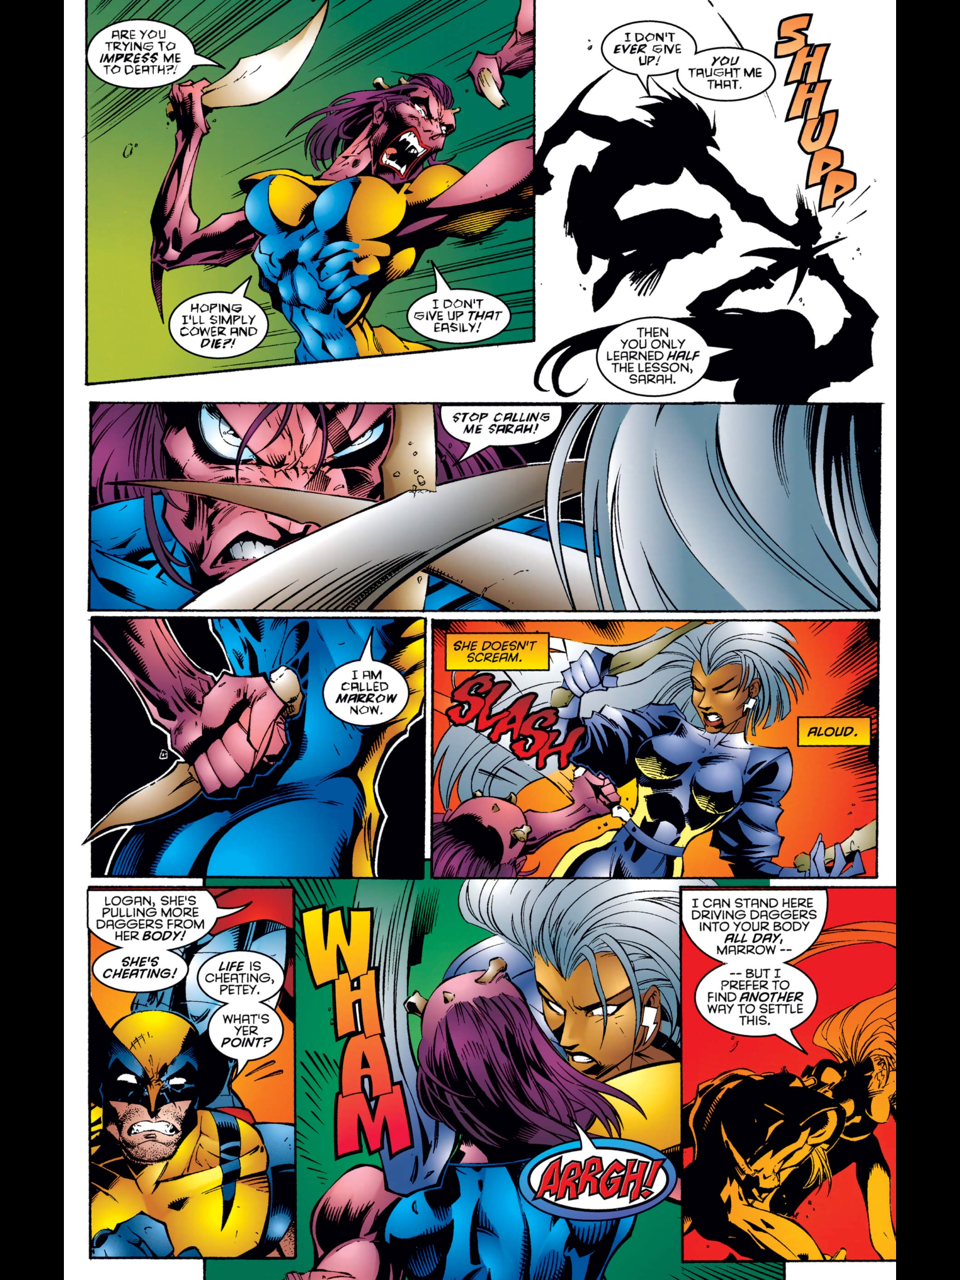 ARE YOU
TRYING TO
IMPRESS ME
TO DEATH?!
HOPING
I'LL SIMPLY
COWER AND
DIE?!
I DON'T
GIVE UP THAT
EASILY!
I DON'T
EVER GIVE
UP!
YOU
TAUGHT ME
THAT.
SHHUPP
THEN
YOU ONLY
LEARNED HALF
THE LESSON,
SARAH.
STOP CALLING
ME SARAH!
I AM
CALLED
MARROW
NOW.
SHE DOESN'T
SCREAM.
SLASH
ALOUD.
LOGAN, SHE'S
PULLING MORE
DAGGERS FROM
HER BODY!
SHE'S
CHEATING!
LIFE IS
CHEATING,
PETEY.
WHAT'S
YER
POINT?
WHAM
ARRGH!
I CAN STAND HERE
DRIVING DAGGERS
INTO YOUR BODY
ALL DAY,
MARROW --
-- BUT I
PREFER TO
FIND ANOTHER
WAY TO SETTLE
THIS.